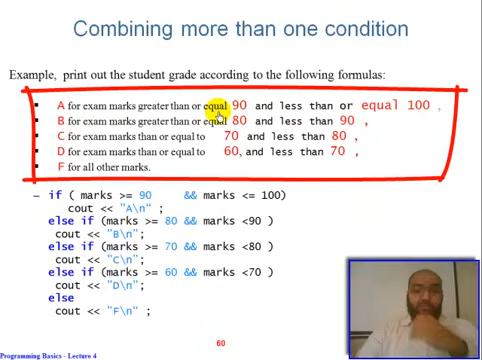 Combining more than one condition
Example, print out the student grade according to the following formulas:
▪ A for exam marks greater than or equal 90 and less than or equal 100 ,
▪ B for exam marks greater than or equal 80 and less than 90 ,
▪ C for exam marks than or equal to 70 and less than 80 ,
▪ D for exam marks than or equal to 60, and less than 70 ,
▪ F for all other marks.
– if ( marks >= 90 && marks <= 100)
cout << "A\n" ;
else if (marks >= 80 && marks <90 )
cout << "B\n";
else if (marks >= 70 && marks <80 )
cout << "C\n";
else if (marks >= 60 && marks <70 )
cout << "D\n";
else
cout << "F\n" ;
60
Programming Basics - Lecture 4